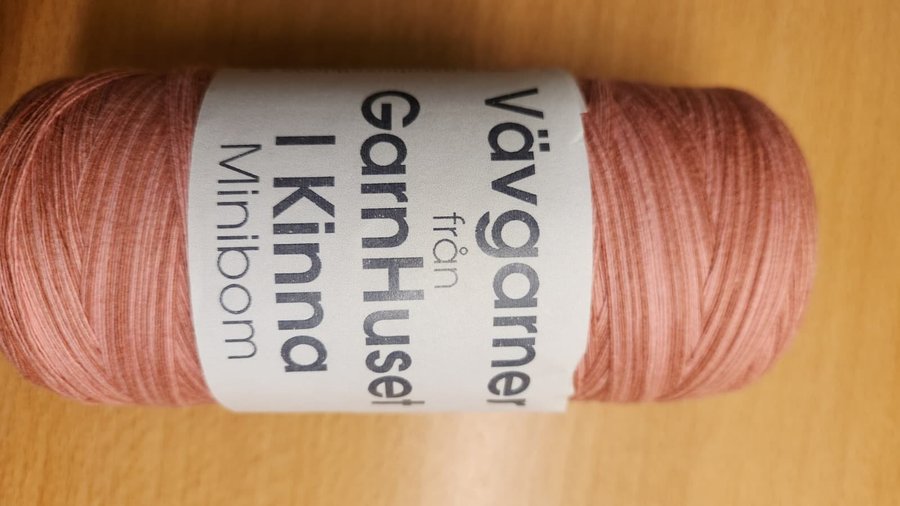 Vävgarner
från
GarnHuset
I Kinna
Minibom